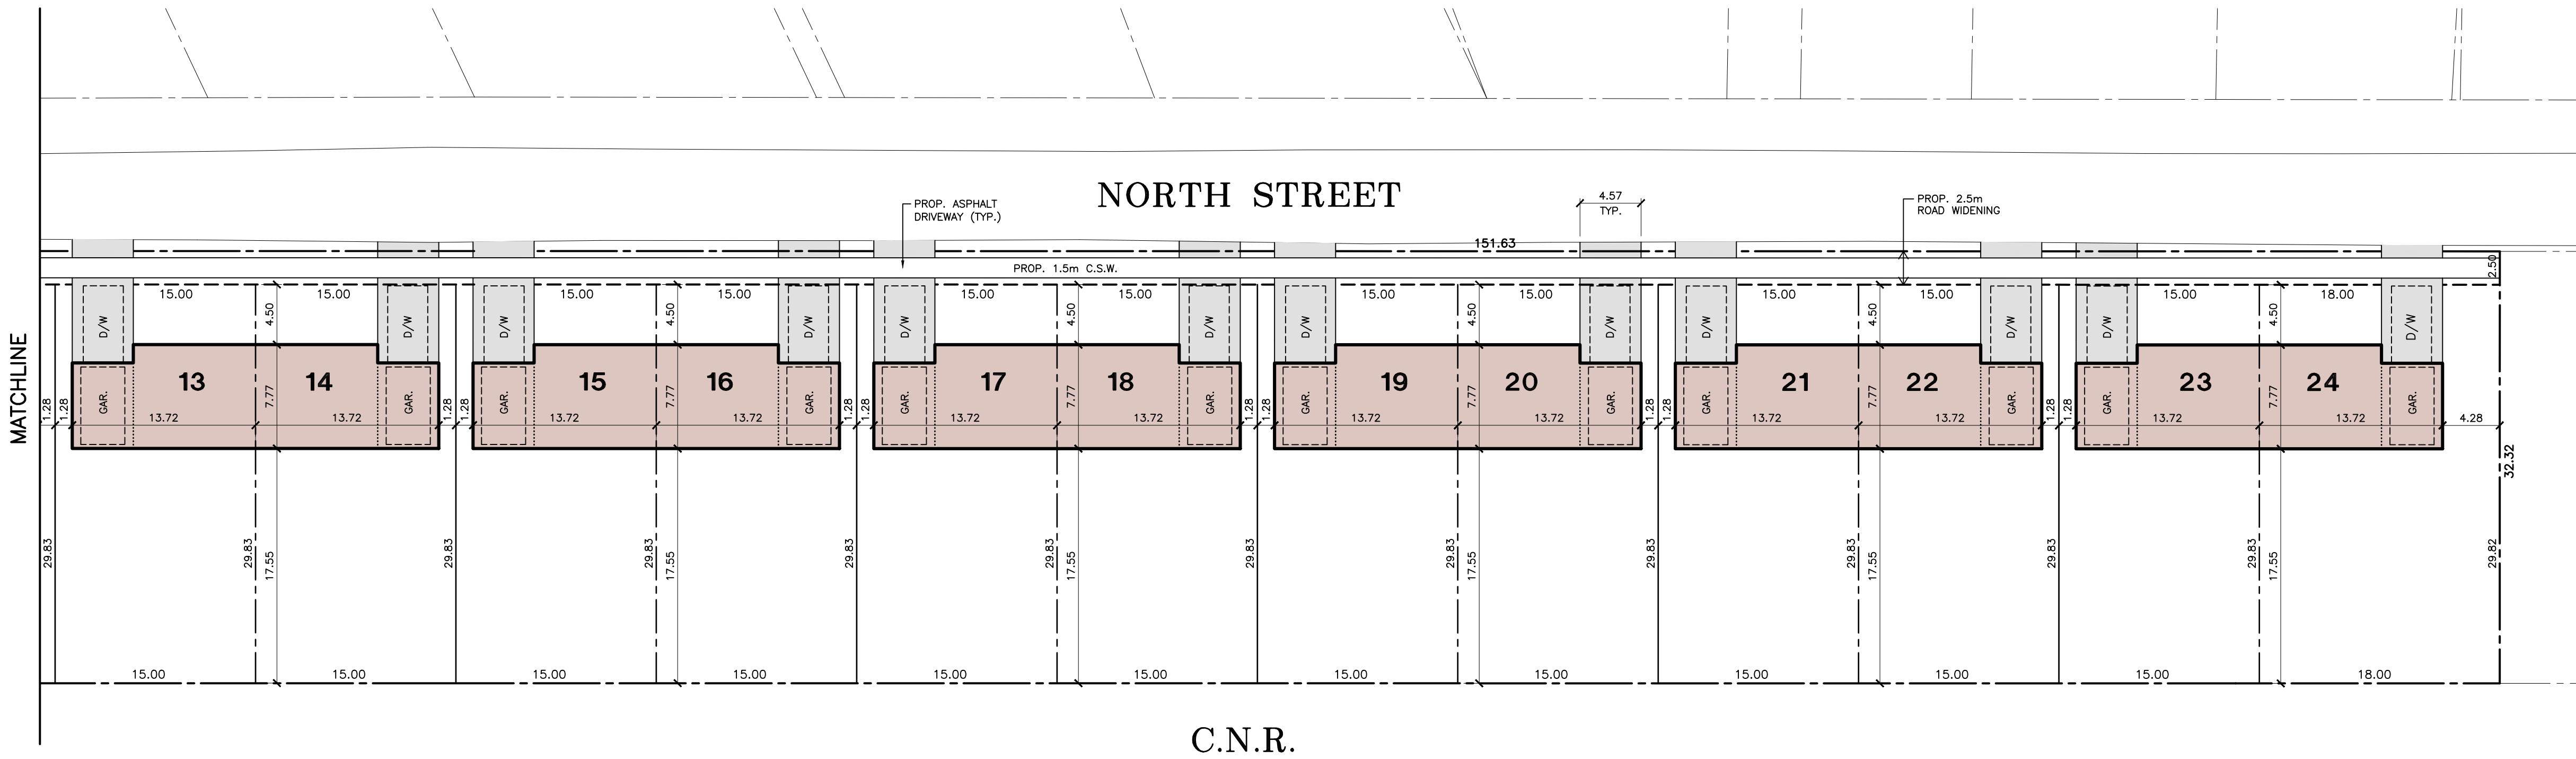 NORTH STREET
PROP. ASPHALT
DRIVEWAY (TYP.)
4.57
TYP.
PROP. 2.5m
ROAD WIDENING
151.63
PROP. 1.5m C.S.W.
2.50
15.00 15.00 15.00 15.00 15.00 15.00 15.00 15.00 15.00 15.00 15.00 18.00
4.50 4.50 4.50 4.50 4.50 4.50
D/W D/W D/W D/W D/W D/W D/W D/W D/W D/W D/W D/W
MATCHLINE
13 14 15 16 17 18 19 20 21 22 23 24
7.77 7.77 7.77 7.77 7.77 7.77
GAR. GAR. GAR. GAR. GAR. GAR. GAR. GAR. GAR. GAR. GAR. GAR.
1.28 1.28 13.72 13.72 1.28 1.28 13.72 13.72 1.28 1.28 13.72 13.72 1.28 1.28 13.72 13.72 1.28 1.28 13.72 13.72 1.28 1.28 13.72 13.72 4.28
32.32
29.83 29.83 17.55 29.83 29.83 17.55 29.83 29.83 17.55 29.83 29.83 17.55 29.83 29.83 17.55 29.83 29.83 17.55 29.82
15.00 15.00 15.00 15.00 15.00 15.00 15.00 15.00 15.00 15.00 15.00 18.00
C.N.R.